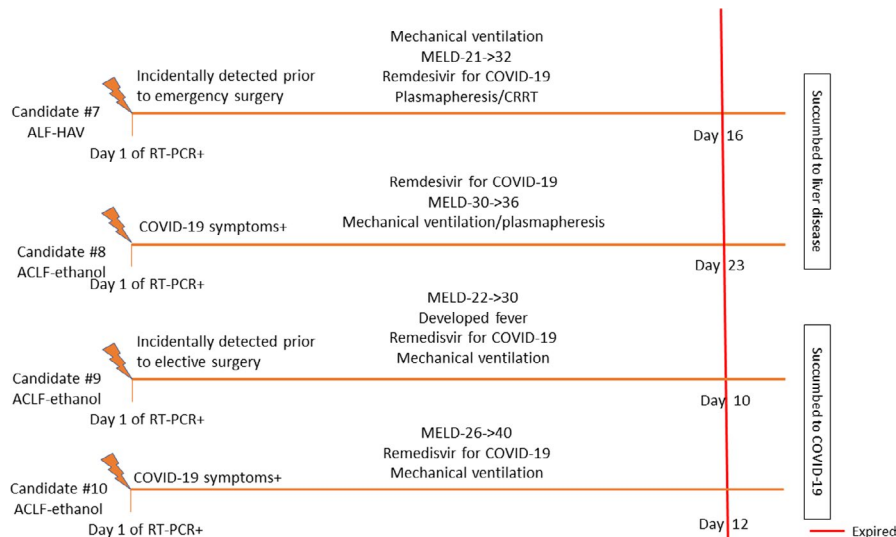 Mechanical ventilation
MELD-21->32
Remdesivir for COVID-19
Plasmapheresis/CRRT
Incidentally detected prior
to emergency surgery
Candidate #7
ALF-HAV
Day 1 of RT-PCR+
Day 16
Remdesivir for COVID-19
MELD-30->36
Mechanical ventilation/plasmapheresis
COVID-19 symptoms+
Candidate #8
ACLF-ethanol
Day 1 of RT-PCR+
Day 23
Succumbed to liver disease
MELD-22->30
Developed fever
Remedisvir for COVID-19
Mechanical ventilation
Incidentally detected prior
to elective surgery
Candidate #9
ACLF-ethanol
Day 1 of RT-PCR+
Day 10
MELD-26->40
Remedisvir for COVID-19
Mechanical ventilation
COVID-19 symptoms+
Candidate #10
ACLF-ethanol
Day 1 of RT-PCR+
Day 12
Succumbed to COVID-19
Expired